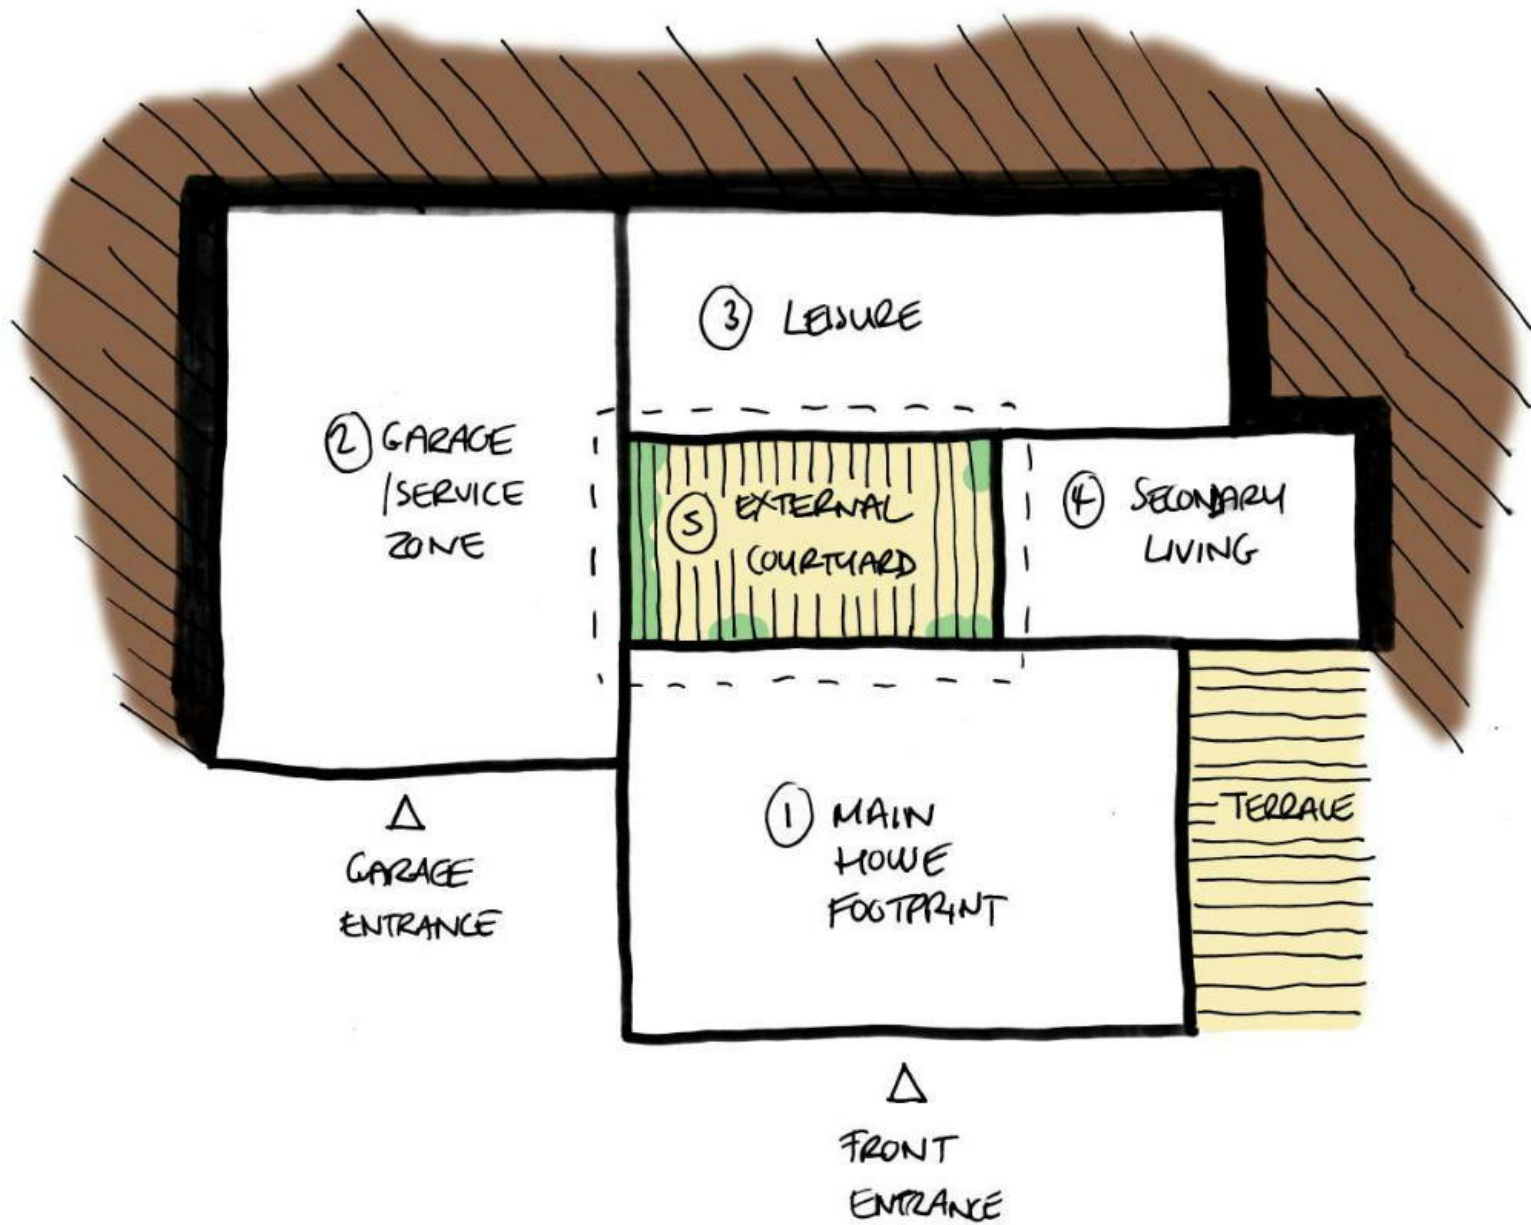 3 LEISURE
2 GARAGE
/SERVICE
ZONE
5 EXTERNAL
COURTYARD
4 SECONDARY
LIVING
1 MAIN
HOUSE
FOOTPRINT
TERRACE
GARAGE
ENTRANCE
FRONT
ENTRANCE